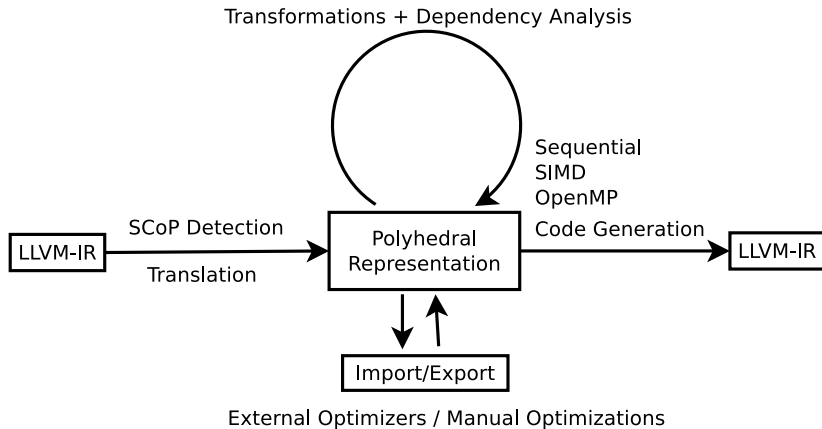 Transformations + Dependency Analysis
Sequential
SIMD
OpenMP
Code Generation
SCoP Detection
Translation
LLVM-IR
Polyhedral
Representation
LLVM-IR
Import/Export
External Optimizers / Manual Optimizations